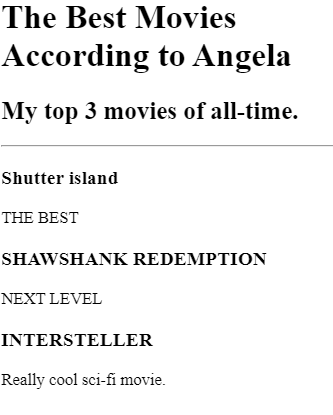 The Best Movies
According to Angela
My top 3 movies of all-time.
Shutter island
THE BEST
SHAWSHANK REDEMPTION
NEXT LEVEL
INTERSTELLER
Really cool sci-fi movie.